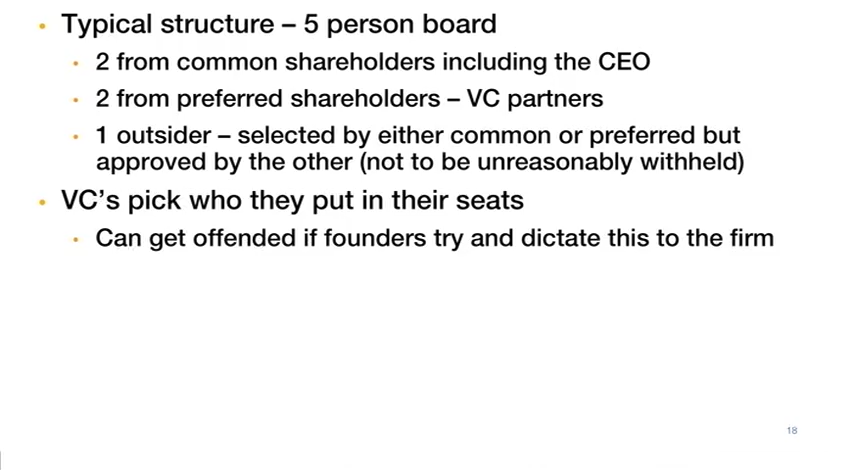 • Typical structure – 5 person board
• 2 from common shareholders including the CEO
• 2 from preferred shareholders – VC partners
• 1 outsider – selected by either common or preferred but
approved by the other (not to be unreasonably withheld)
• VC’s pick who they put in their seats
• Can get offended if founders try and dictate this to the firm
18